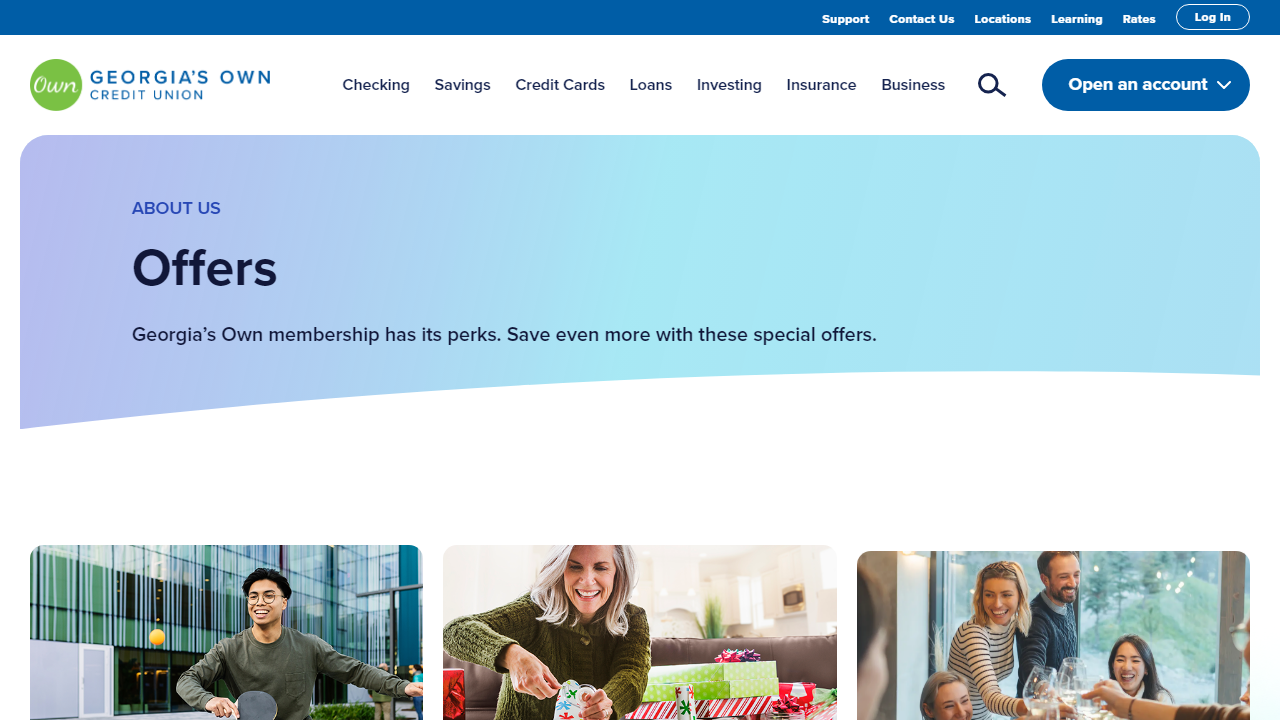 Support Contact Us Locations Learning Rates Log In
Own GEORGIA'S OWN
CREDIT UNION
Checking Savings Credit Cards Loans Investing Insurance Business Open an account
ABOUT US
Offers
Georgia’s Own membership has its perks. Save even more with these special offers.